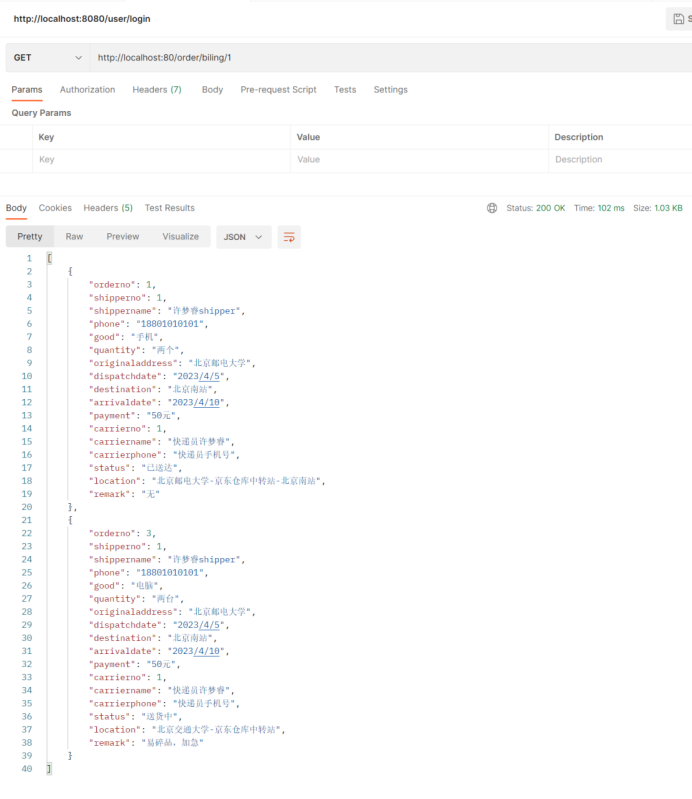 http://localhost:8080/user/login
GET http://localhost:80/order/biling/1
Params Authorization Headers (7) Body Pre-request Script Tests Settings
Query Params
Key Value Description
Key Value Description
Body Cookies Headers (5) Test Results Status: 200 OK Time: 102 ms Size: 1.03 KB
Pretty Raw Preview Visualize JSON
1 [
2 {
3 "orderno": 1,
4 "shipperno": 1,
5 "shippername": "许梦睿shipper",
6 "phone": "18801010101",
7 "good": "手机",
8 "quantity": "两个",
9 "originaladdress": "北京邮电大学",
10 "dispatchdate": "2023/4/5",
11 "destination": "北京南站",
12 "arrivaldate": "2023/4/10",
13 "payment": "50元",
14 "carrierno": 1,
15 "carriername": "快递员许梦睿",
16 "carrierphone": "快递员手机号",
17 "status": "已送达",
18 "location": "北京邮电大学-京东仓库中转站-北京南站",
19 "remark": "无"
20 },
21 {
22 "orderno": 3,
23 "shipperno": 1,
24 "shippername": "许梦睿shipper",
25 "phone": "18801010101",
26 "good": "电脑",
27 "quantity": "两台",
28 "originaladdress": "北京邮电大学",
29 "dispatchdate": "2023/4/5",
30 "destination": "北京南站",
31 "arrivaldate": "2023/4/10",
32 "payment": "50元",
33 "carrierno": 1,
34 "carriername": "快递员许梦睿",
35 "carrierphone": "快递员手机号",
36 "status": "送货中",
37 "location": "北京交通大学-京东仓库中转站",
38 "remark": "易碎品，加急"
39 }
40 ]